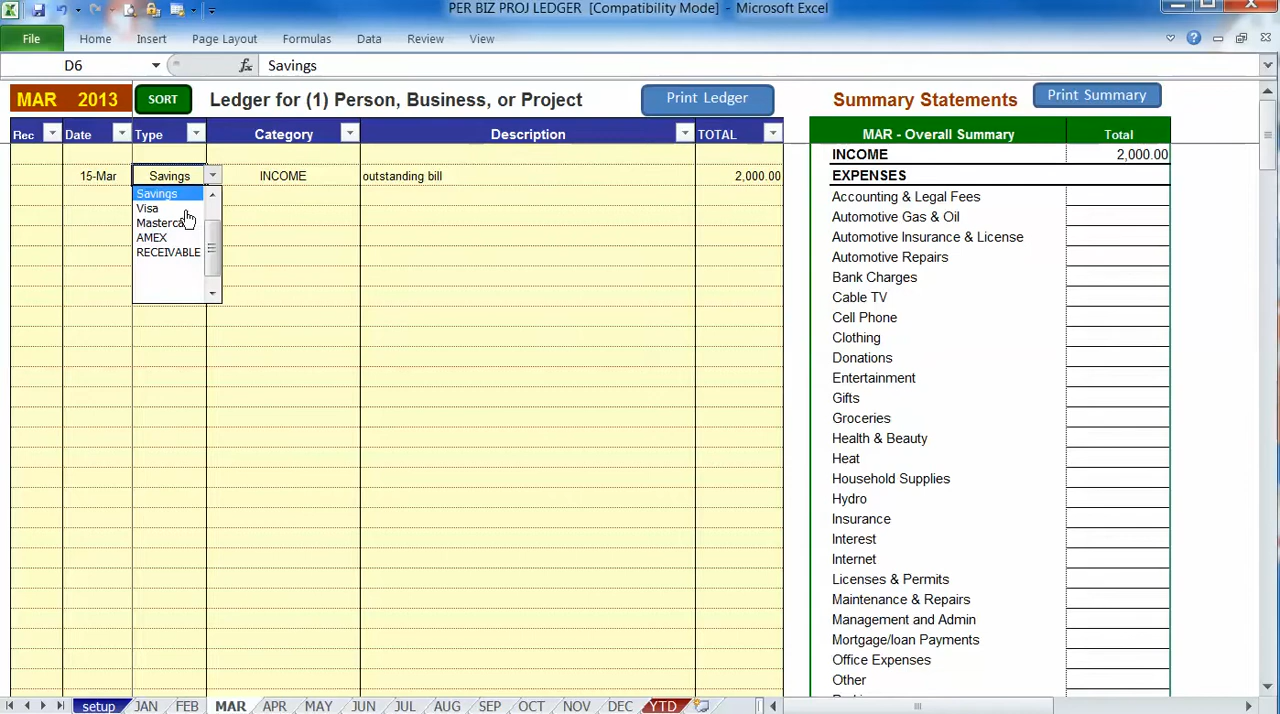 PER BIZ PROJ LEDGER [Compatibility Mode] - Microsoft Excel
File Home Insert Page Layout Formulas Data Review View
D6 fx Savings
MAR 2013 SORT Ledger for (1) Person, Business, or Project Print Ledger Summary Statements Print Summary
Rec Date Type Category Description TOTAL MAR - Overall Summary Total
INCOME 2,000.00
15-Mar Savings INCOME outstanding bill 2,000.00 EXPENSES
Savings
Visa
Masterca
AMEX
RECEIVABLE
Accounting & Legal Fees
Automotive Gas & Oil
Automotive Insurance & License
Automotive Repairs
Bank Charges
Cable TV
Cell Phone
Clothing
Donations
Entertainment
Gifts
Groceries
Health & Beauty
Heat
Household Supplies
Hydro
Insurance
Interest
Internet
Licenses & Permits
Maintenance & Repairs
Management and Admin
Mortgage/loan Payments
Office Expenses
Other
setup JAN FEB MAR APR MAY JUN JUL AUG SEP OCT NOV DEC YTD